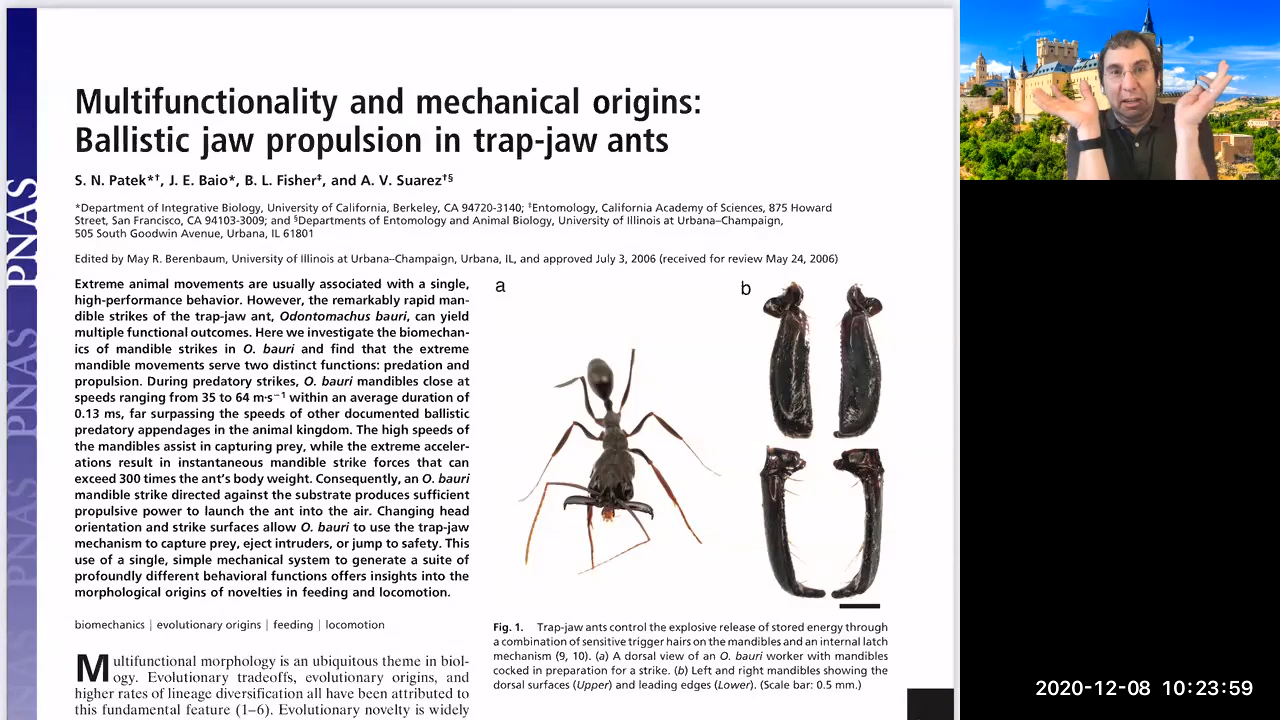 PNAS PNAS PNAS PNAS
Multifunctionality and mechanical origins:
Ballistic jaw propulsion in trap-jaw ants
S. N. Patek*†, J. E. Baio*, B. L. Fisher‡, and A. V. Suarez†§
*Department of Integrative Biology, University of California, Berkeley, CA 94720-3140; ‡Entomology, California Academy of Sciences, 875 Howard
Street, San Francisco, CA 94103-3009; and §Departments of Entomology and Animal Biology, University of Illinois at Urbana–Champaign,
505 South Goodwin Avenue, Urbana, IL 61801
Edited by May R. Berenbaum, University of Illinois at Urbana–Champaign, Urbana, IL, and approved July 3, 2006 (received for review May 24, 2006)
Extreme animal movements are usually associated with a single,
high-performance behavior. However, the remarkably rapid man-
dible strikes of the trap-jaw ant, Odontomachus bauri, can yield
multiple functional outcomes. Here we investigate the biomechan-
ics of mandible strikes in O. bauri and find that the extreme
mandible movements serve two distinct functions: predation and
propulsion. During predatory strikes, O. bauri mandibles close at
speeds ranging from 35 to 64 m·s⁻¹ within an average duration of
0.13 ms, far surpassing the speeds of other documented ballistic
predatory appendages in the animal kingdom. The high speeds of
the mandibles assist in capturing prey, while the extreme acceler-
ations result in instantaneous mandible strike forces that can
exceed 300 times the ant's body weight. Consequently, an O. bauri
mandible strike directed against the substrate produces sufficient
propulsive power to launch the ant into the air. Changing head
orientation and strike surfaces allow O. bauri to use the trap-jaw
mechanism to capture prey, eject intruders, or jump to safety. This
use of a single, simple mechanical system to generate a suite of
profoundly different behavioral functions offers insights into the
morphological origins of novelties in feeding and locomotion.
biomechanics | evolutionary origins | feeding | locomotion
Multifunctional morphology is an ubiquitous theme in biol-
ogy. Evolutionary tradeoffs, evolutionary origins, and
higher rates of lineage diversification all have been attributed to
this fundamental feature (1–6). Evolutionary novelty is widely
a
b
Fig. 1. Trap-jaw ants control the explosive release of stored energy through
a combination of sensitive trigger hairs on the mandibles and an internal latch
mechanism (9, 10). (a) A dorsal view of an O. bauri worker with mandibles
cocked in preparation for a strike. (b) Left and right mandibles showing the
dorsal surfaces (Upper) and leading edges (Lower). (Scale bar: 0.5 mm.)
2020-12-08 10:23:59